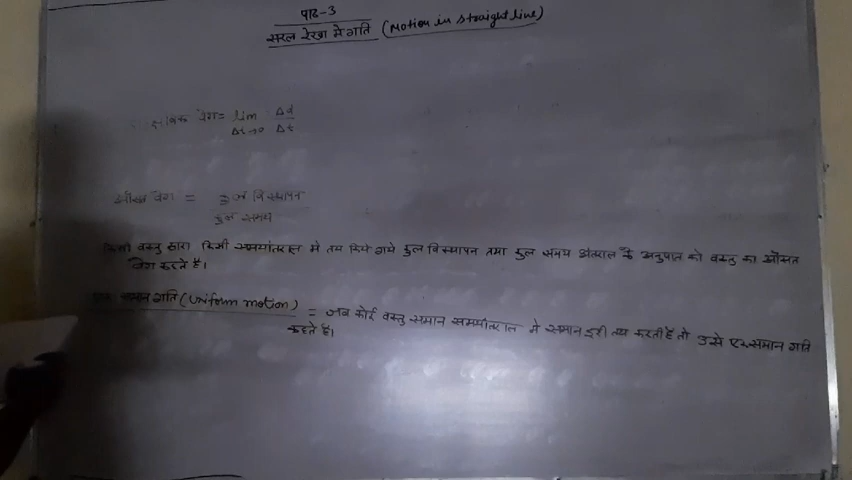 पाठ-3
सरल रेखा मे गति (Motion in straight line)
वेग = lim Δd
Δt→0 Δt
औसत वेग = कुल विस्थापन
कुल समय
किसी वस्तु द्वारा किसी समयांतराल मे तय किये गये कुल विस्थापन तथा कुल समय अंतराल के अनुपात को वस्तु का औसत
वेग कहते है।
एक समान गति (Uniform motion) = जब कोई वस्तु समान समयांतराल मे समान दूरी तय करती है तो उसे एकसमान गति
कहते है।